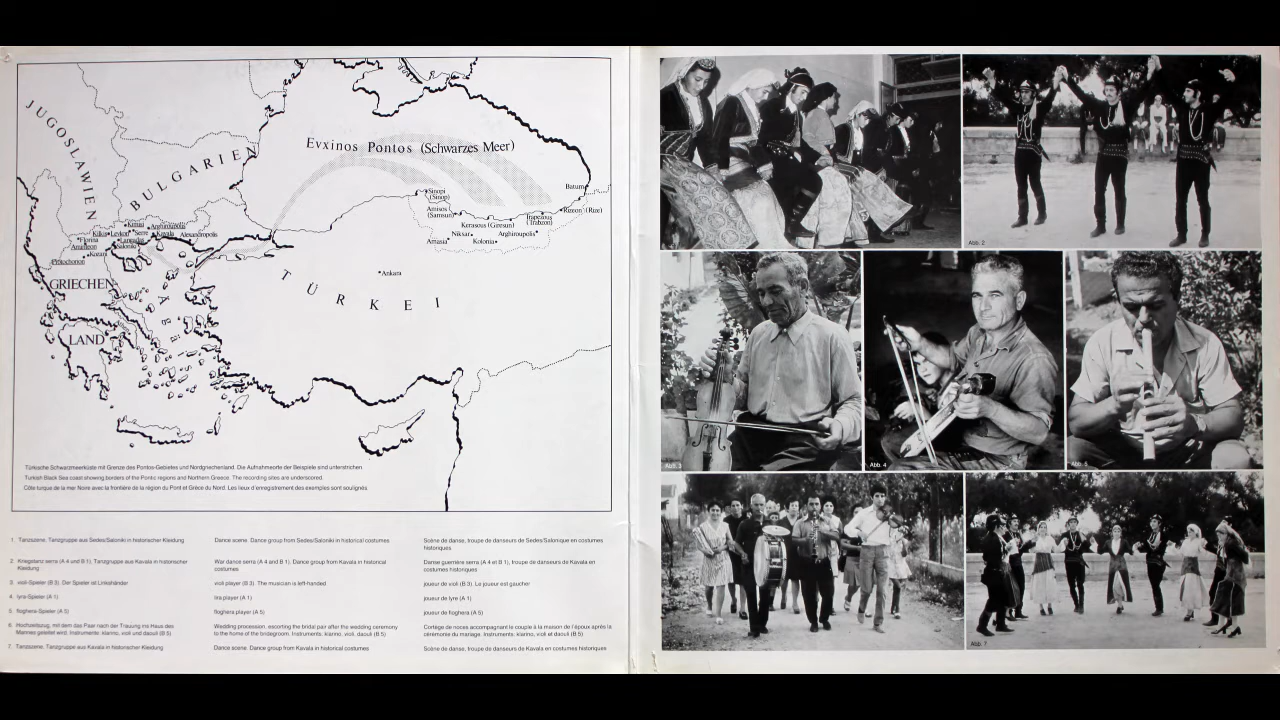 JUGOSLAWIEN
BULGARIEN
Evxinos Pontos (Schwarzes Meer)
Batum
Sinopi
(Sinop)
Amisos
(Samsun)
Rizeon (Rize)
Trapezous
(Trabzon)
Kerasous (Giresun)
Niksar
Arghiroupolis
Amasia
Kolonia
Kilkis
Serre
Kavala
Alexandropolis
Florina
Langadas
Saloniki
Amindeon
Kozani
Ankara
GRIECHEN
LAND
TÜRKEI
Türkische Schwarzmeerküste mit Grenze des Pontos-Gebietes und Nordgriechenland. Die Aufnahmeorte der Beispiele sind unterstrichen
Turkish Black Sea coast showing borders of the Pontic regions and Northern Greece. The recording sites are underscored.
Côte turque de la mer Noire avec la frontière de la région du Pont et Grèce du Nord. Les lieux d'enregistrement des exemples sont soulignés
1. Tanzszene, Tanzgruppe aus Sedes/Saloniki in historischer Kleidung
2. Kriegstanz serra (A 4 und B 1), Tanzgruppe aus Kavala in historischer
Kleidung
3. violi-Spieler (B 3). Der Spieler ist Linkshänder
4. lyra-Spieler (A 1)
5. floghera-Spieler (A 5)
6. Hochzeitszug, mit dem das Paar nach der Trauung ins Haus des
Mannes geleitet wird. Instrumente: klarino, violi und daouli (B 5)
7. Tanzszene, Tanzgruppe aus Kavala in historischer Kleidung
Dance scene. Dance group from Sedes/Saloniki in historical costumes
War dance serra (A 4 and B 1). Dance group from Kavala in historical
costumes
violi player (B 3). The musician is left-handed
lira player (A 1)
floghera player (A 5)
Wedding procession, escorting the bridal pair after the wedding ceremony
to the home of the bridegroom. Instruments: klarino, violi, daouli (B 5)
Dance scene. Dance group from Kavala in historical costumes
Scène de danse, troupe de danseurs de Sedes/Salonique en costumes
historiques
Danse guerrière serra (A 4 et B 1), troupe de danseurs de Kavala en
costumes historiques
joueur de violi (B 3). Le joueur est gaucher
joueur de lyre (A 1)
joueur de floghera (A 5)
Cortège de noces accompagnant le couple à la maison de l'époux après la
cérémonie du mariage. Instruments: klarino, violi et daouli (B 5)
Scène de danse, troupe de danseurs de Kavala en costumes historiques
Abb. 2
Abb. 3
Abb. 4
Abb. 5
Abb. 7